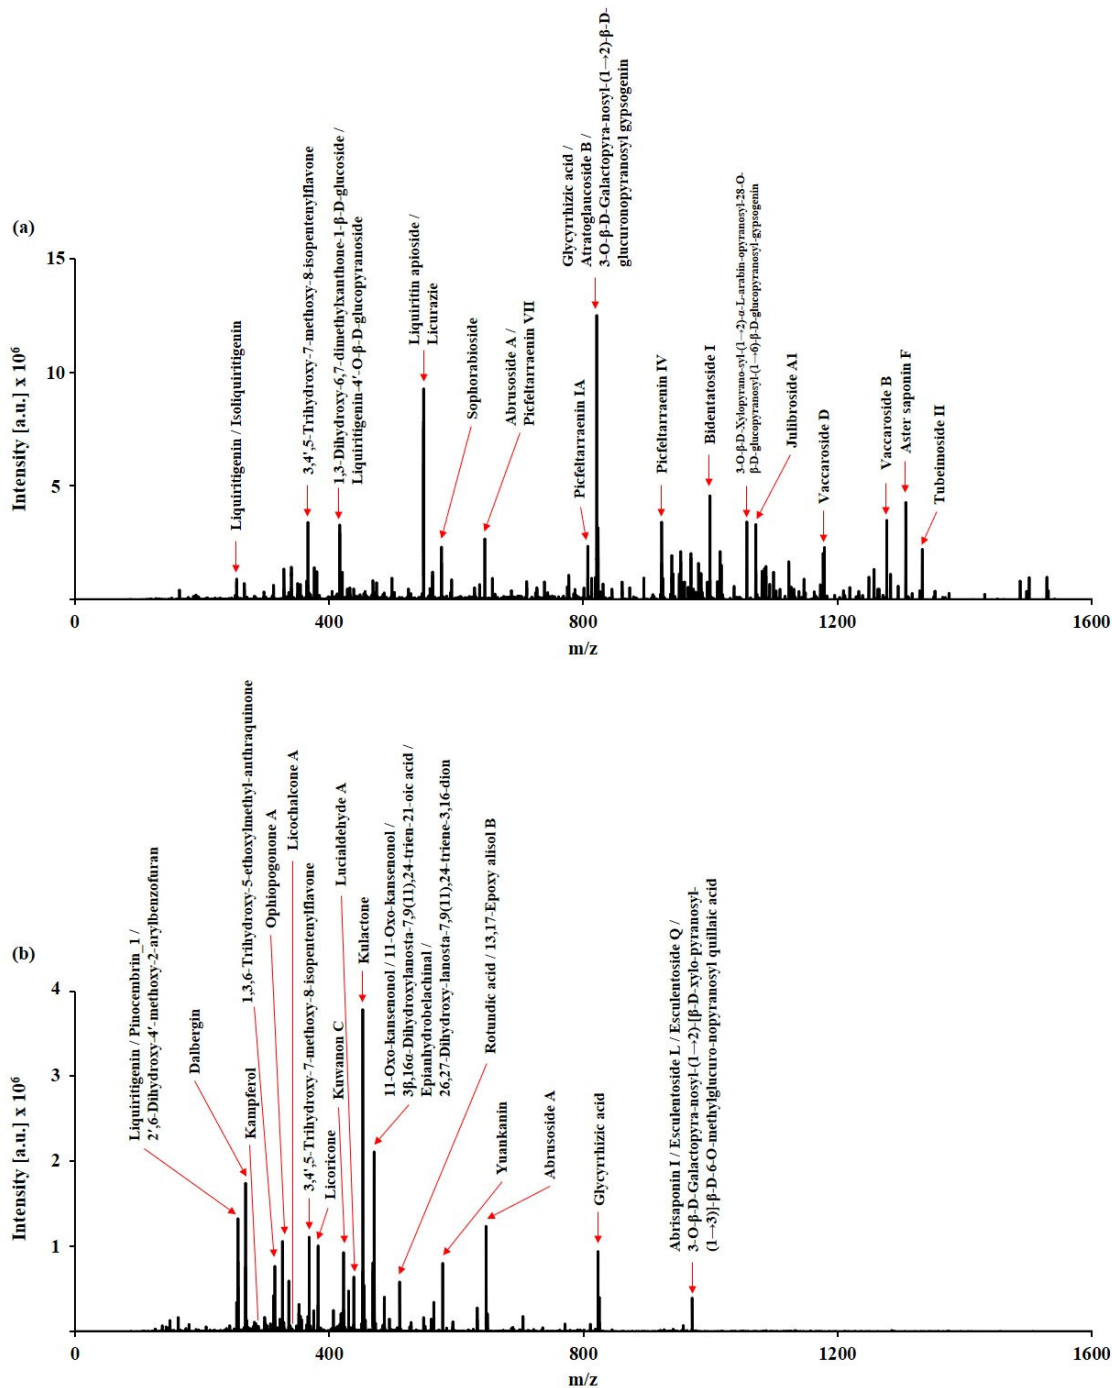 (a)
Intensity [a.u.] x 10⁶
15
10
5
0
400
800
1200
1600
m/z
Liquiritigenin / Isoliquiritigenin
3,4′,5-Trihydroxy-7-methoxy-8-isopentenylflavone
1,3-Dihydroxy-6,7-dimethylxanthone-1-β-D-glucoside /
Liquiritigenin-4′-O-β-D-glucopyranoside
Liquiritin apioside /
Licurazie
Sophorabioside
Abrusoside A /
Picfeltarraenin VII
Picfeltarraenin IA
Glycyrrhizic acid /
Atratoglaucoside B /
3-O-β-D-Galactopyra-nosyl-(1→2)-β-D-
glucuronopyranosyl gypsogenin
Picfeltarraenin IV
Bidentatoside I
3-O-β-D-Xylopyrano-syl-(1→2)-α-L-arabin-opyranosyl-28-O-
β-D-glucopyranosyl-(1→6)-β-D-glucopyranosyl-gypsogenin
Julibroside A1
Vaccaroside D
Vaccaroside B
Aster saponin F
Tubeimoside II
(b)
Intensity [a.u.] x 10⁶
4
3
2
1
0
400
800
1200
1600
m/z
Liquiritigenin / Pinocembrin_1 /
2′,6-Dihydroxy-4′-methoxy-2-arylbenzofuran
Dalbergin
Kampferol
1,3,6-Trihydroxy-5-ethoxylmethyl-anthraquinone
Ophiopogonone A
Licochalcone A
3,4′,5-Trihydroxy-7-methoxy-8-isopentenylflavone
Licoricone
Kuwanon C
Lucialdehyde A
Kulactone
11-Oxo-kansenonol / 11-Oxo-kansenonol /
3β,16α-Dihydroxylanosta-7,9(11),24-trien-21-oic acid /
Epianhydrobelachinal /
26,27-Dihydroxy-lanosta-7,9(11),24-triene-3,16-dion
Rotundic acid / 13,17-Epoxy alisol B
Yuankanin
Abrusoside A
Glycyrrhizic acid
Abrisaponin I / Esculentoside L / Esculentoside Q /
3-O-β-D-Galactopyra-nosyl-(1→2)-[β-D-xylo-pyranosyl-
(1→3)]-β-D-6-O-methylglucuro-nopyranosyl quillaic acid